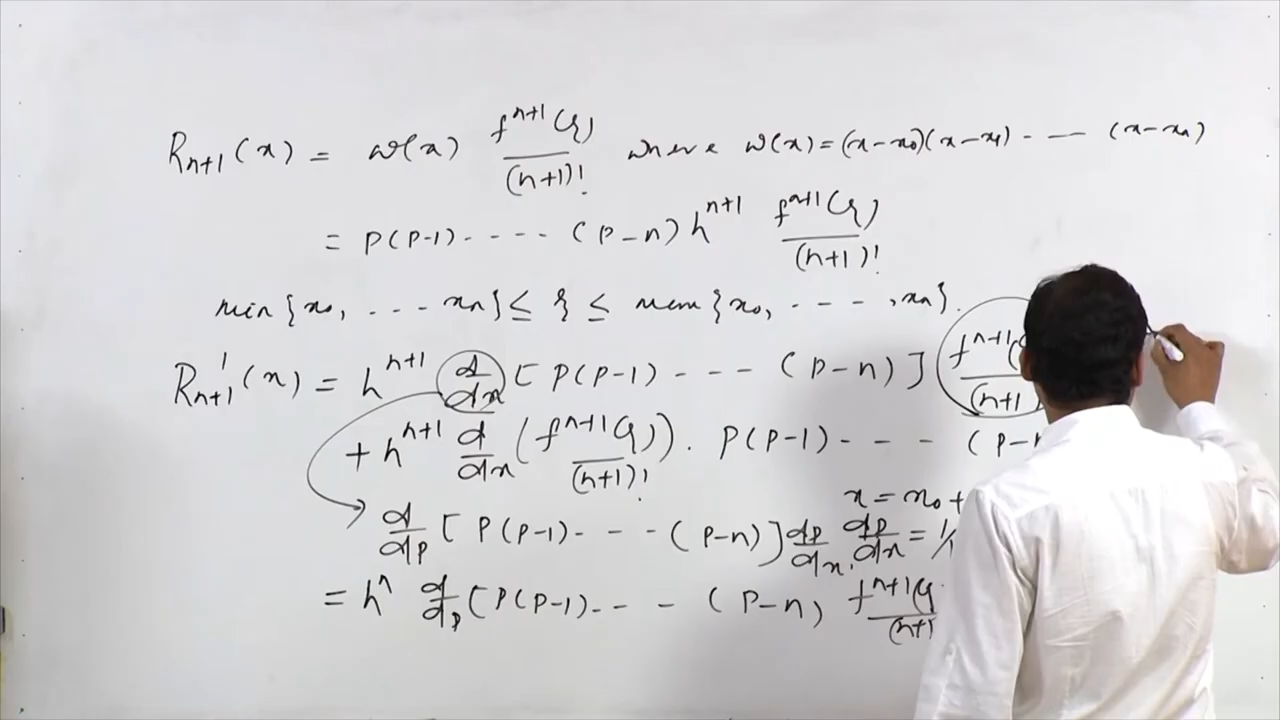 Rn+1(x) = w(x) f^{n+1}(ξ)/(n+1)! where w(x)=(x-x0)(x-x1)---- (x-xn)
= p(p-1)----- (p-n) h^{n+1} f^{n+1}(ξ)/(n+1)!
min{x0, ... xn} ≤ ξ ≤ {x0, - - - -, xn}.
R'n+1(x) = h^{n+1} d/dx [p(p-1)---- (p-n)] f^{n+1}( /(n+1)
+ h^{n+1} d/dx (f^{n+1}(ξ)/(n+1)!). p(p-1)- - - (p-
x = x0 +
d/dp [p(p-1)- - - -(p-n)] dp/dx. dp/dx = 1/
= h^n d/dp [p(p-1)-- - (p-n) f^{n+1}(ξ /(n+1